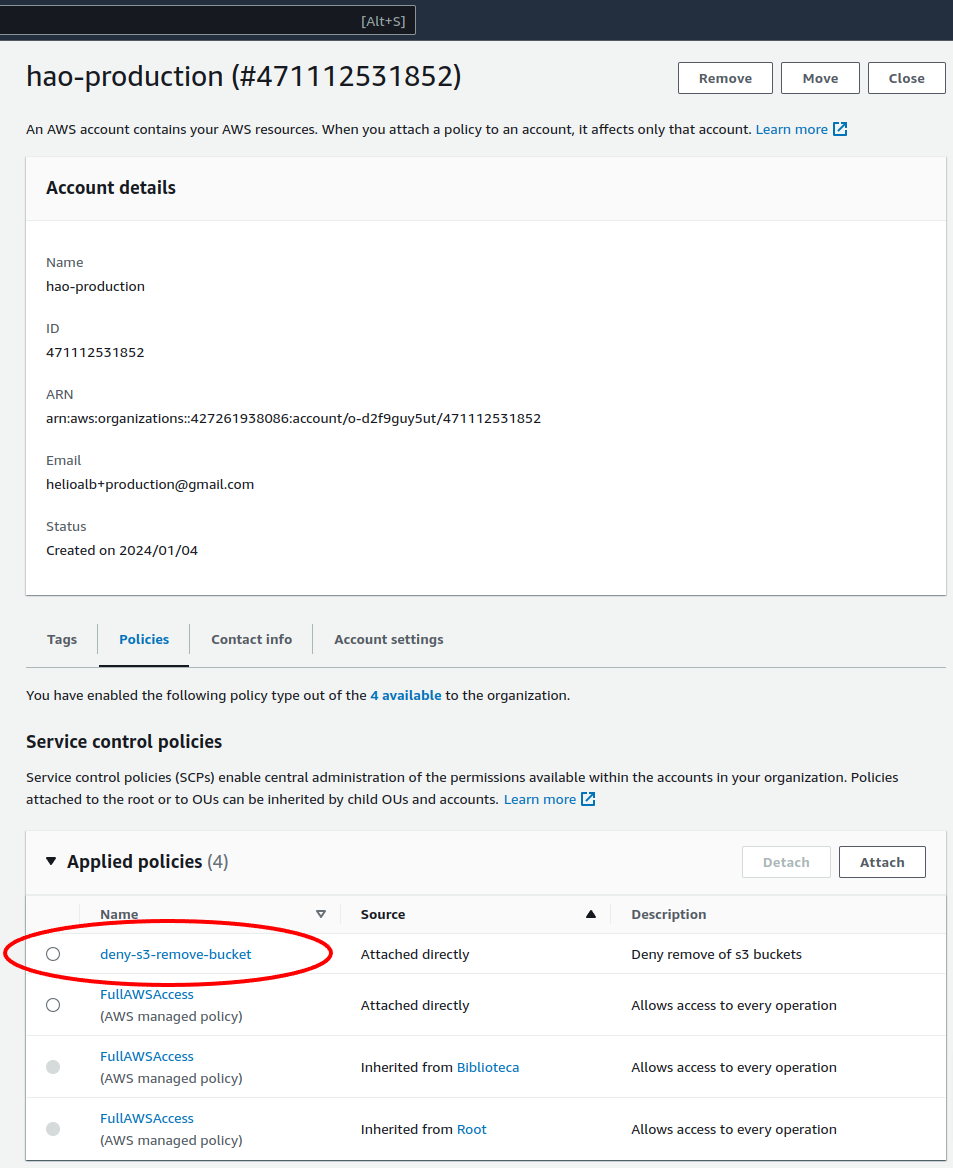 [Alt+S]
hao-production (#471112531852)
Remove
Move
Close
An AWS account contains your AWS resources. When you attach a policy to an account, it affects only that account. Learn more
Account details
Name
hao-production
ID
471112531852
ARN
arn:aws:organizations::427261938086:account/o-d2f9guy5ut/471112531852
Email
helioalb+production@gmail.com
Status
Created on 2024/01/04
Tags
Policies
Contact info
Account settings
You have enabled the following policy type out of the 4 available to the organization.
Service control policies
Service control policies (SCPs) enable central administration of the permissions available within the accounts in your organization. Policies
attached to the root or to OUs can be inherited by child OUs and accounts. Learn more
Applied policies (4)
Detach
Attach
Name
Source
Description
deny-s3-remove-bucket
Attached directly
Deny remove of s3 buckets
FullAWSAccess
(AWS managed policy)
Attached directly
Allows access to every operation
FullAWSAccess
(AWS managed policy)
Inherited from Biblioteca
Allows access to every operation
FullAWSAccess
(AWS managed policy)
Inherited from Root
Allows access to every operation